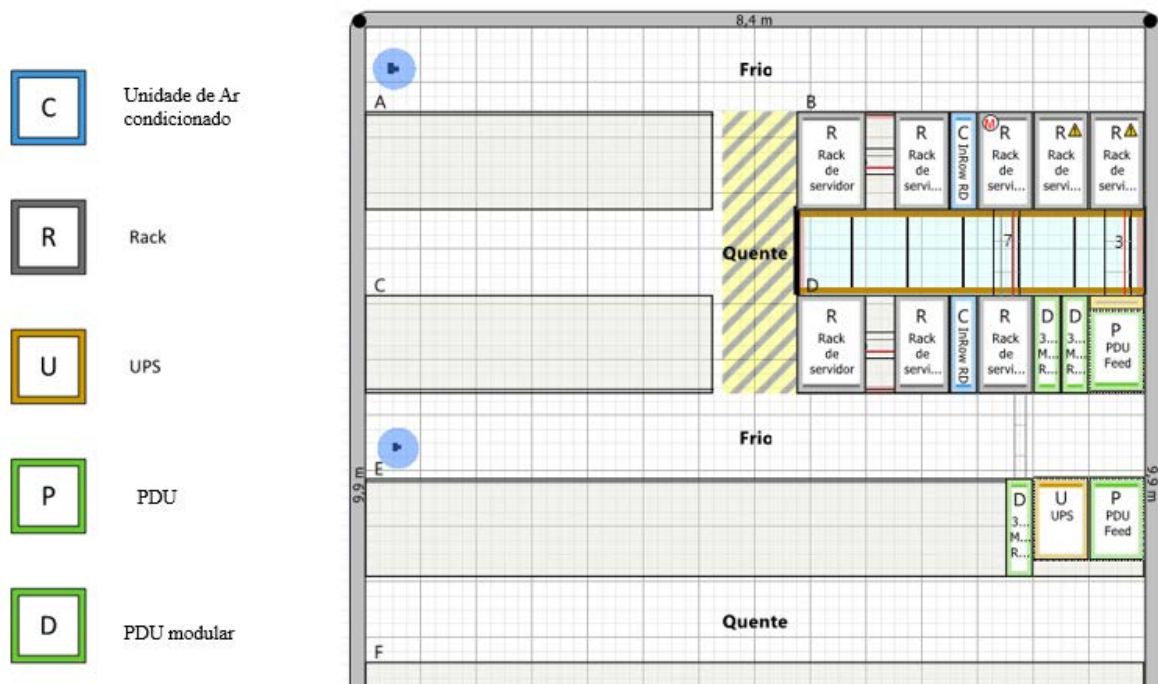 C
Unidade de Ar
condicionado
R
Rack
U
UPS
P
PDU
D
PDU modular
8,4 m
Frio
A
B
R
Rack
de
servidor
R
Rack
de
servi...
C
InRow RD
M
R
Rack
de
servi...
R
Rack
de
servi...
R
Rack
de
servi...
Quente
7
3
C
D
R
Rack
de
servidor
R
Rack
de
servi...
C
InRow RD
R
Rack
de
servi...
D
3...
M...
R...
D
3...
M...
R...
P
PDU
Feed
Frio
9,9 m
9,9 m
E
D
3...
M...
R...
U
UPS
P
PDU
Feed
Quente
F